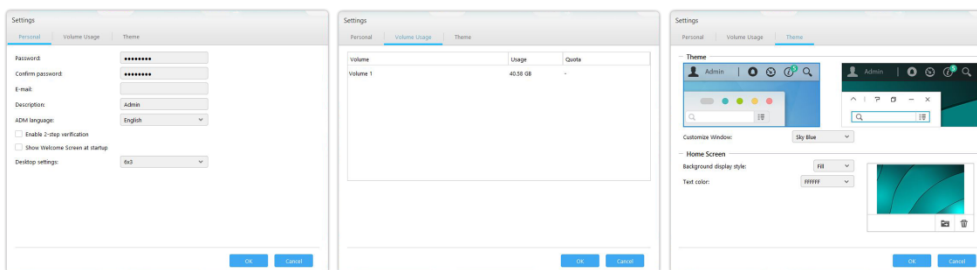 Settings
Personal Volume Usage Theme
Password: ••••••••
Confirm password: ••••••••
E-mail:
Description: Admin
ADM language: English
Enable 2-step verification
Show Welcome Screen at startup
Desktop settings: 6x3
OK Cancel
Settings
Personal Volume Usage Theme
Volume Usage Quota
Volume 1 40.58 GB -
OK Cancel
Settings
Personal Volume Usage Theme
Theme
Admin 5
Admin 5
Customize Window: Sky Blue
Home Screen
Background display style: Fill
Text color: FFFFFF
OK Cancel